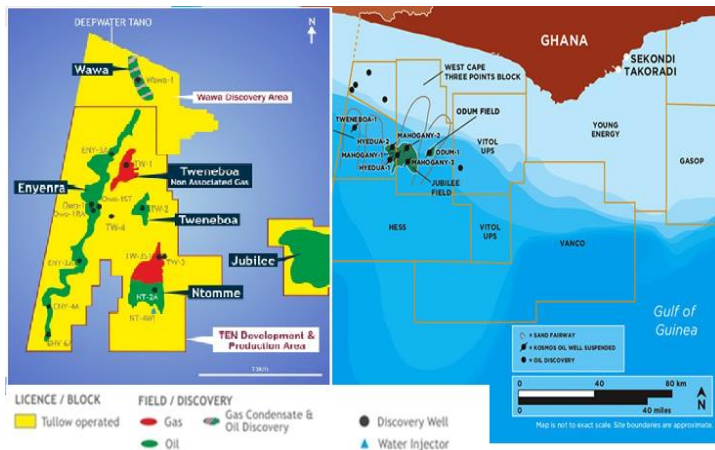 DEEPWATER TANO
N
Wawa
Wawa-1
Wawa Discovery Area
ENY-3A
TW-1
Tweneboa
Non Associated Gas
Enyenra
Owo-1
Owo-1ST
Owo-1RA
TW-2
TW-4
Tweneboa
TW-3
ENY-2A
Jubilee
NT-2A
Ntomme
ENY-4A
TEN Development &
Production Area
LICENCE / BLOCK
Tullow operated
FIELD / DISCOVERY
Gas
Oil
Gas Condensate &
Oil Discovery
Discovery Well
Water Injector
GHANA
SEKONDI
TAKORADI
WEST CAPE
THREE POINTS BLOCK
TWENEBOA-1
HYEDUA-2
MAHOGANY-2
ODUM FIELD
MAHOGANY-1
ODUM-1
HYEDUA-1
MAHOGANY-3
JUBILEE
FIELD
VITOL
UPS
YOUNG
ENERGY
GASOP
HESS
VITOL
UPS
VANCO
Gulf of
Guinea
= SAND FAIRWAY
= KOSMOS OIL WELL SUSPENDED
= OIL DISCOVERY
0 40 80 km
0 40 miles
N
Map is not to exact scale. Site boundaries are approximate.